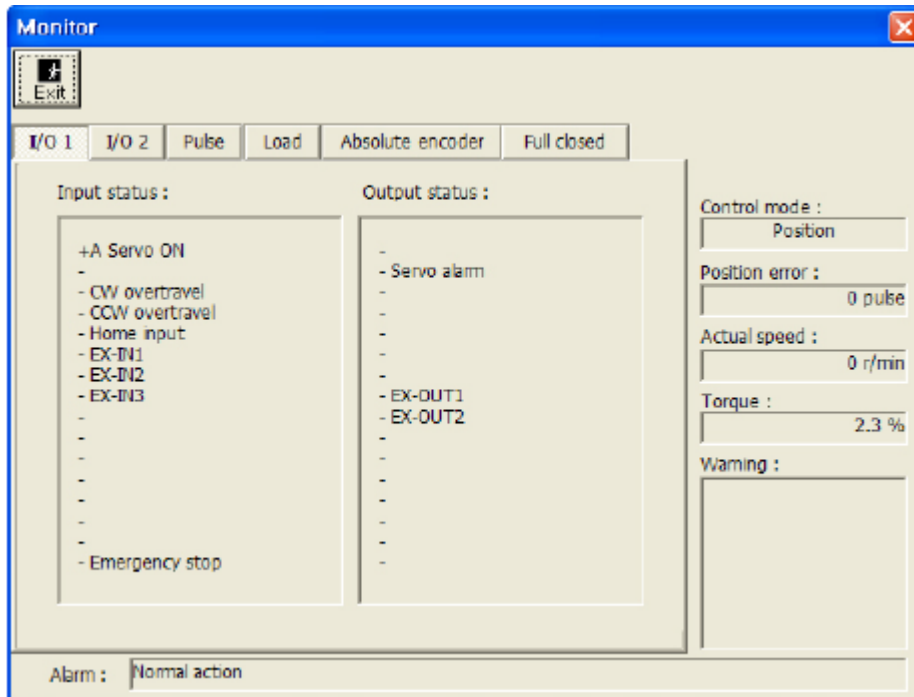 Monitor
Exit
I/O 1 I/O 2 Pulse Load Absolute encoder Full closed
Input status :
+A Servo ON
-
- CW overtravel
- CCW overtravel
- Home input
- EX-IN1
- EX-IN2
- EX-IN3
-
-
-
-
-
-
-
- Emergency stop
Output status :
-
- Servo alarm
-
-
-
-
-
- EX-OUT1
- EX-OUT2
-
-
-
-
-
-
-
Control mode :
Position
Position error :
0 pulse
Actual speed :
0 r/min
Torque :
2.3 %
Warning :
Alarm : Normal action